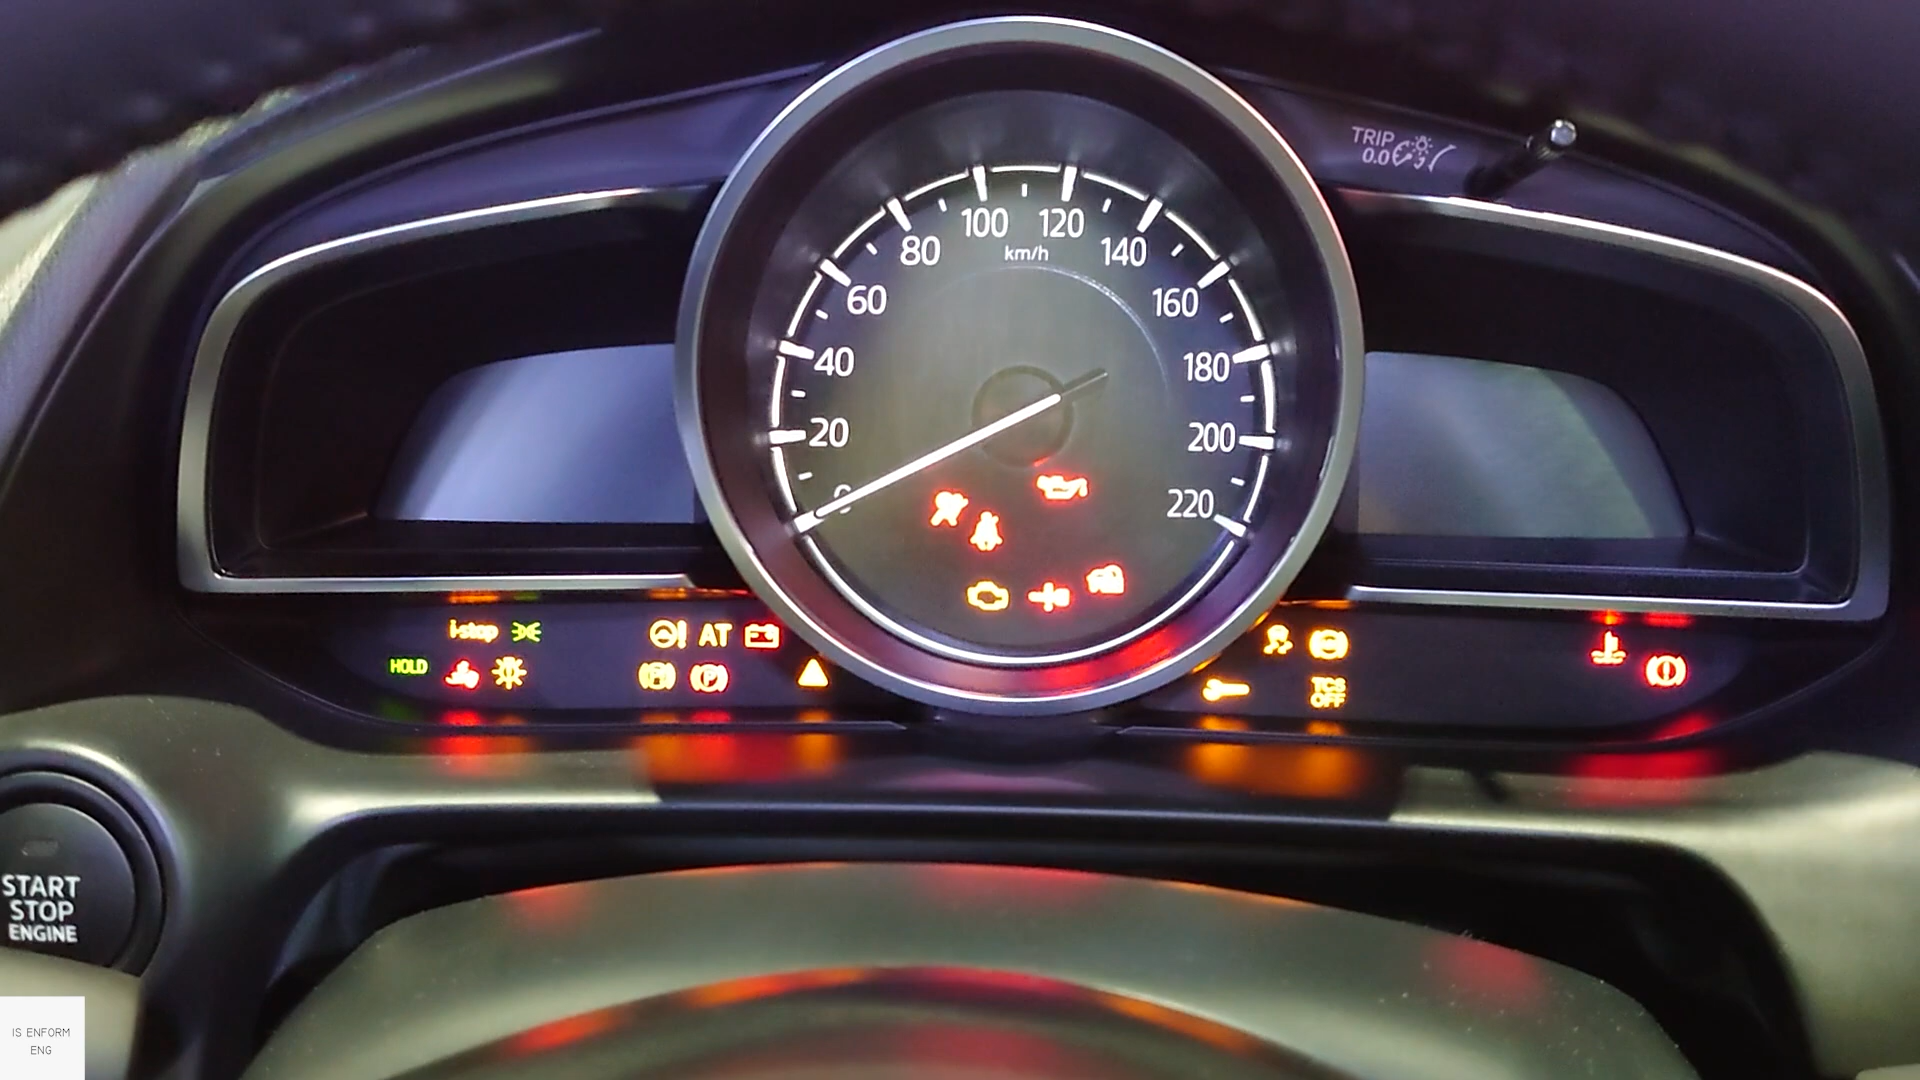 TRIP
0.0
100 120
80 140
km/h
60 160
40 180
20 200
220
i-stop
AT
HOLD
TCS
OFF
START
STOP
ENGINE
IS ENFORM
ENG